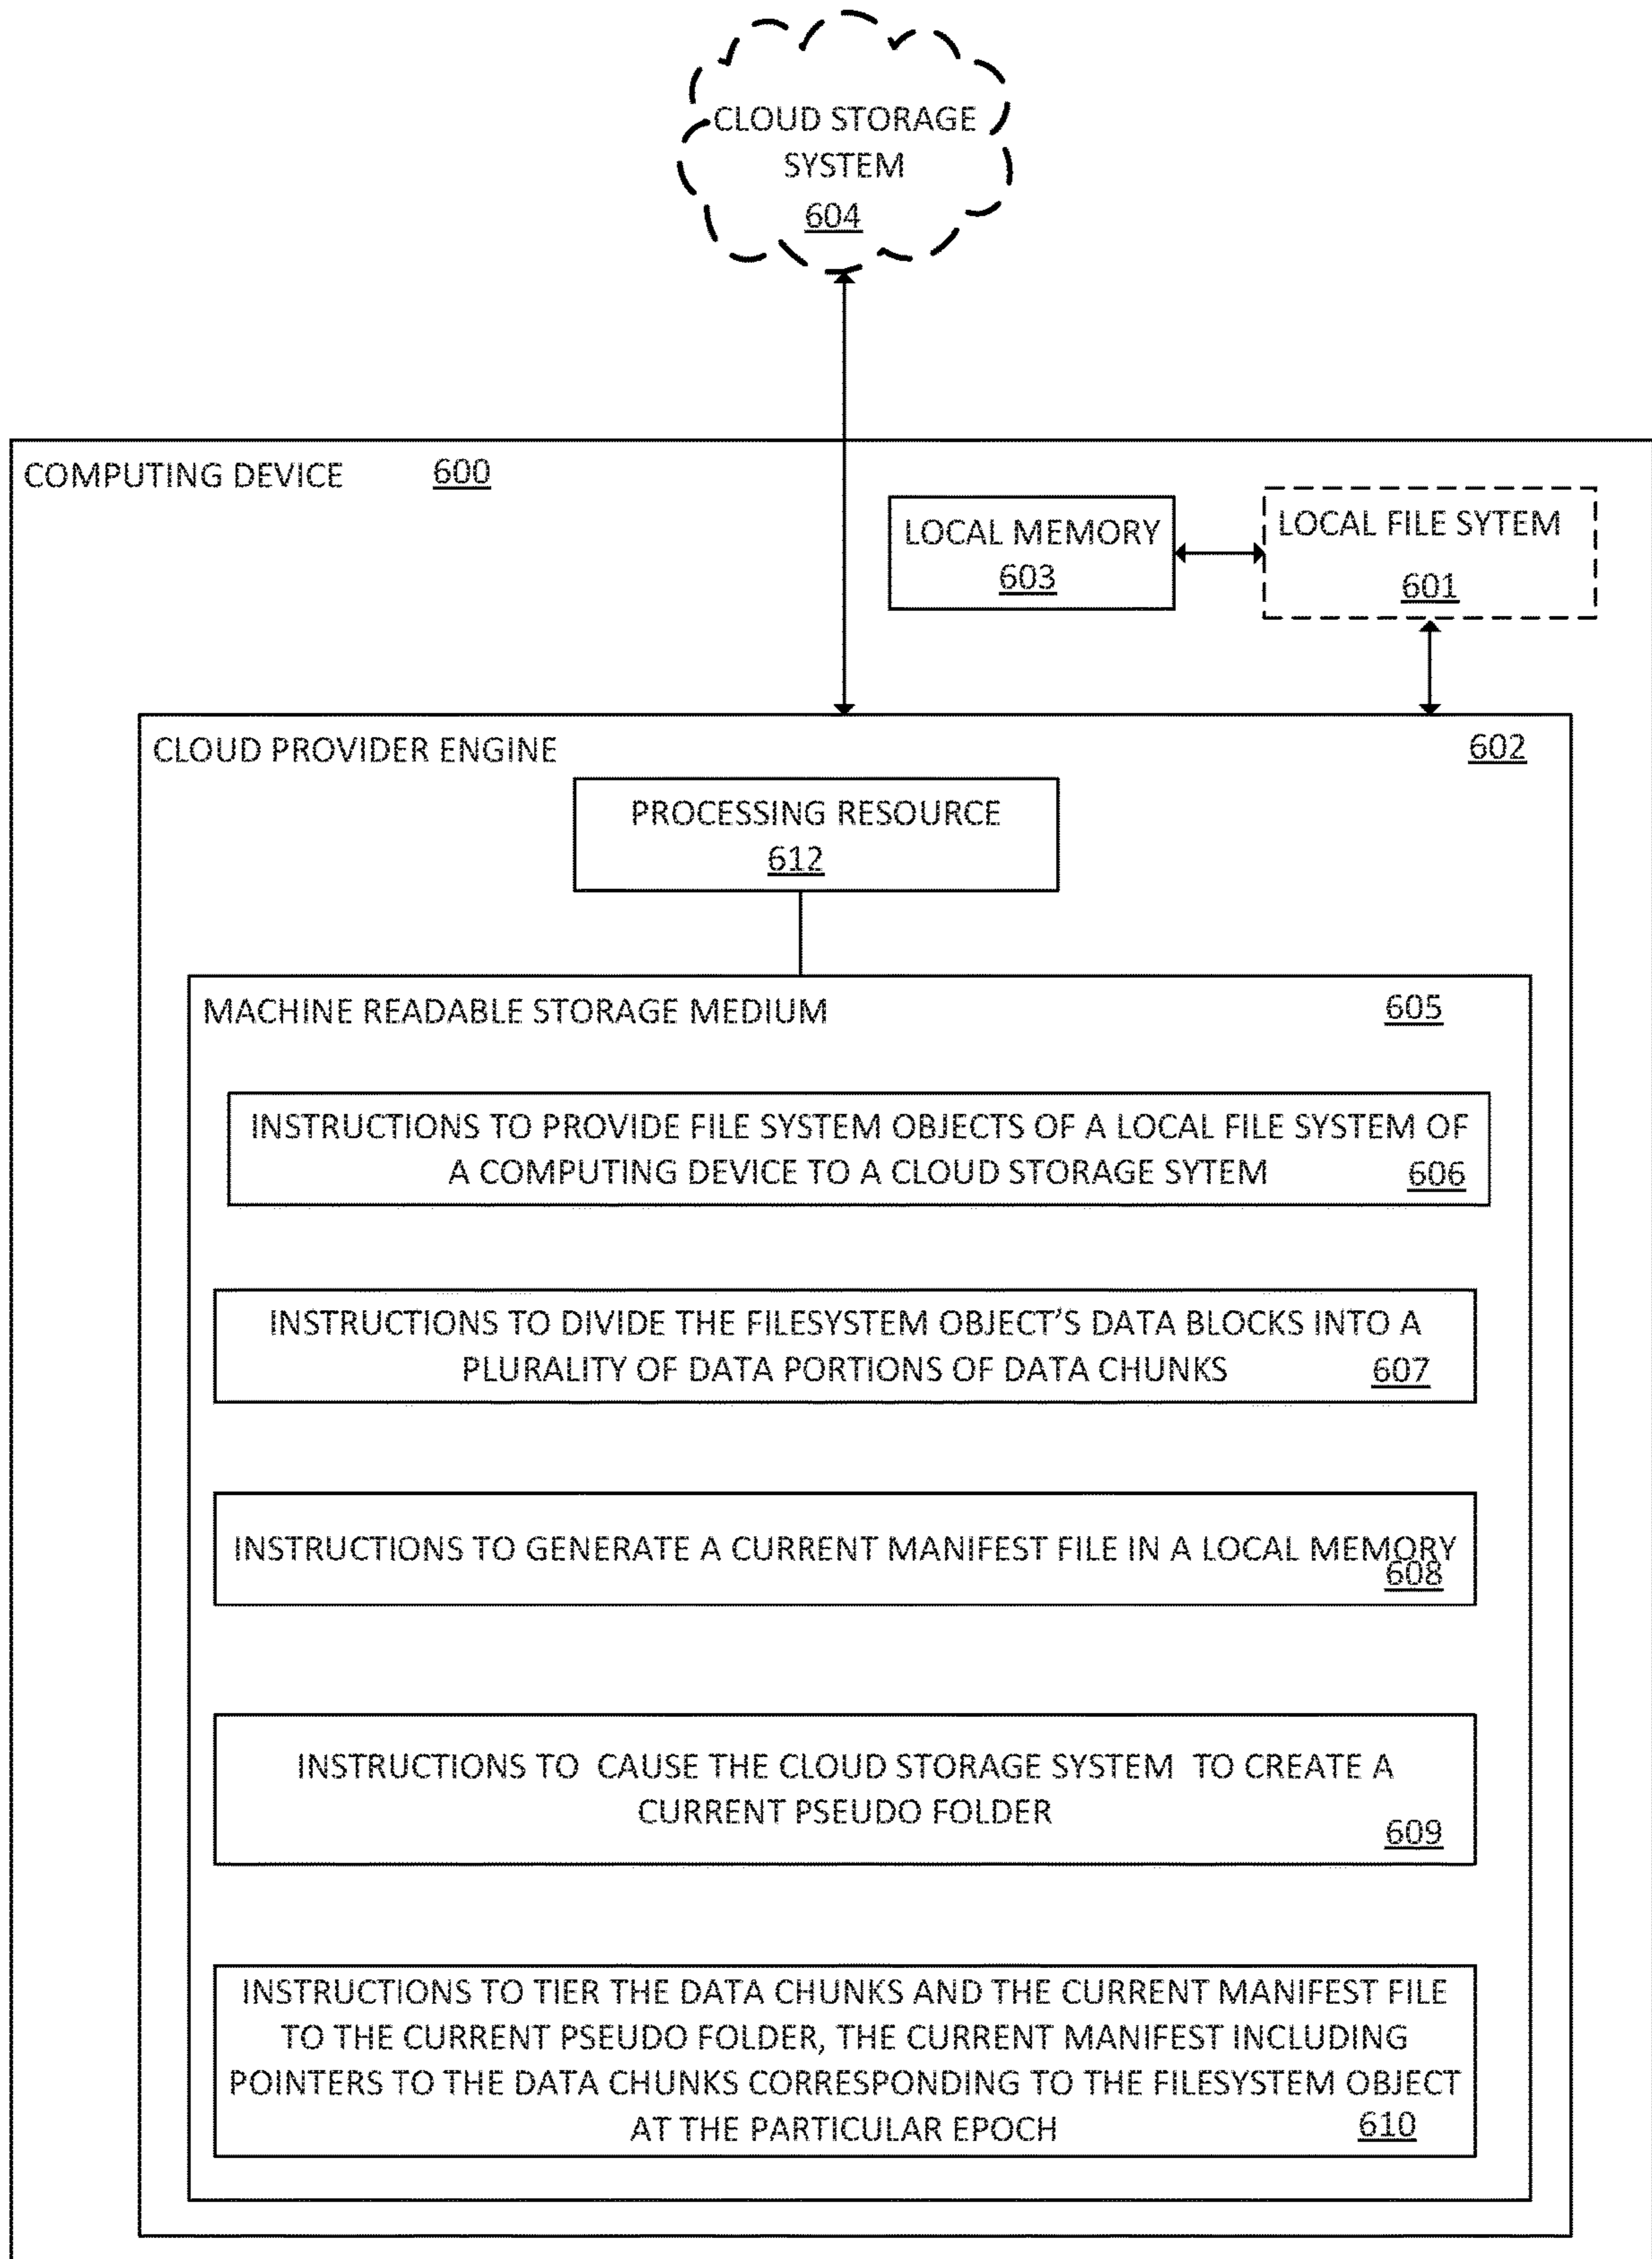 CLOUD STORAGE
SYSTEM
604
COMPUTING DEVICE 600
LOCAL MEMORY
603
LOCAL FILE SYTEM
601
CLOUD PROVIDER ENGINE 602
PROCESSING RESOURCE
612
MACHINE READABLE STORAGE MEDIUM 605
INSTRUCTIONS TO PROVIDE FILE SYSTEM OBJECTS OF A LOCAL FILE SYSTEM OF
A COMPUTING DEVICE TO A CLOUD STORAGE SYTEM 606
INSTRUCTIONS TO DIVIDE THE FILESYSTEM OBJECT'S DATA BLOCKS INTO A
PLURALITY OF DATA PORTIONS OF DATA CHUNKS 607
INSTRUCTIONS TO GENERATE A CURRENT MANIFEST FILE IN A LOCAL MEMORY
608
INSTRUCTIONS TO CAUSE THE CLOUD STORAGE SYSTEM TO CREATE A
CURRENT PSEUDO FOLDER
609
INSTRUCTIONS TO TIER THE DATA CHUNKS AND THE CURRENT MANIFEST FILE
TO THE CURRENT PSEUDO FOLDER, THE CURRENT MANIFEST INCLUDING
POINTERS TO THE DATA CHUNKS CORRESPONDING TO THE FILESYSTEM OBJECT
AT THE PARTICULAR EPOCH 610